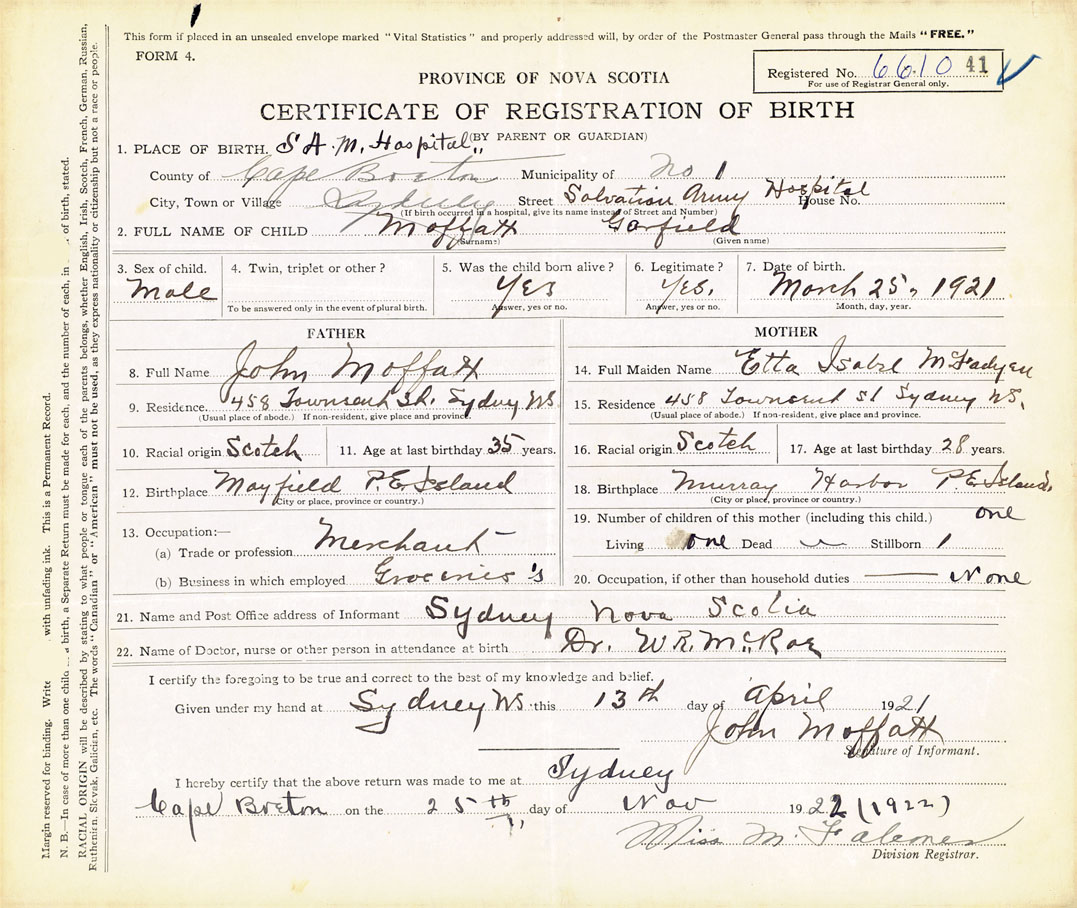 This form if placed in an unsealed envelope marked "Vital Statistics" and properly addressed will, by order of the Postmaster General pass through the Mails "FREE."
FORM 4.
Registered No. 6610 41
For use of Registrar General only.
PROVINCE OF NOVA SCOTIA
CERTIFICATE OF REGISTRATION OF BIRTH
(BY PARENT OR GUARDIAN)
1. PLACE OF BIRTH. S A. M. Hospital,
County of Cape Breton Municipality of No 1
City, Town or Village Sydney Street Salvation Army Hospital House No.
(If birth occurred in a hospital, give its name instead of Street and Number)
2. FULL NAME OF CHILD Moffatt Garfield
(Surname) (Given name)
3. Sex of child. 4. Twin, triplet or other? 5. Was the child born alive? 6. Legitimate? 7. Date of birth.
Male Yes Yes. March 25, 1921
To be answered only in the event of plural birth. Answer, yes or no. Answer, yes or no. Month, day, year.
FATHER
8. Full Name John Moffatt
9. Residence. 458 Townsend St. Sydney NS.
(Usual place of abode.) If non-resident, give place and province.
10. Racial origin Scotch 11. Age at last birthday 35 years.
12. Birthplace Mayfield P.E Island
(City or place, province or country.)
13. Occupation:—
(a) Trade or profession Merchant
(b) Business in which employed Groceries's
MOTHER
14. Full Maiden Name Etta Isabel McFadyen
15. Residence 458 Townsent st Sydney NS,
(Usual place of abode.) If non-resident, give place and province.
16. Racial origin Scotch 17. Age at last birthday 28 years.
18. Birthplace Murray Harbor P.E Island,
(City or place, province or country.)
19. Number of children of this mother (including this child.) one
Living one Dead Stillborn 1
20. Occupation, if other than household duties None
21. Name and Post Office address of Informant Sydney Nova Scotia
22. Name of Doctor, nurse or other person in attendance at birth Dr. W.R. McRae
I certify the foregoing to be true and correct to the best of my knowledge and belief.
Given under my hand at Sydney NS. this 13th day of April 1921
John Moffatt
Signature of Informant.
I hereby certify that the above return was made to me at Sydney
Cape Breton on the 25th day of Nov 1922 (1922)
Miss M. Falconer
Division Registrar.
Margin reserved for binding. Write with unfading ink. This is a Permanent Record.
N. B.—In case of more than one child birth, a Separate Return must be made for each, and the number of each, in of birth, stated.
RACIAL ORIGIN will be described by stating to what people or tongue each of the parents belongs, whether English, Irish, Scotch, French, German, Russian,
Ruthenian, Slovak, Galician, etc. The words "Canadian" or "American" must not be used, as they express nationality or citizenship but not a race or people.